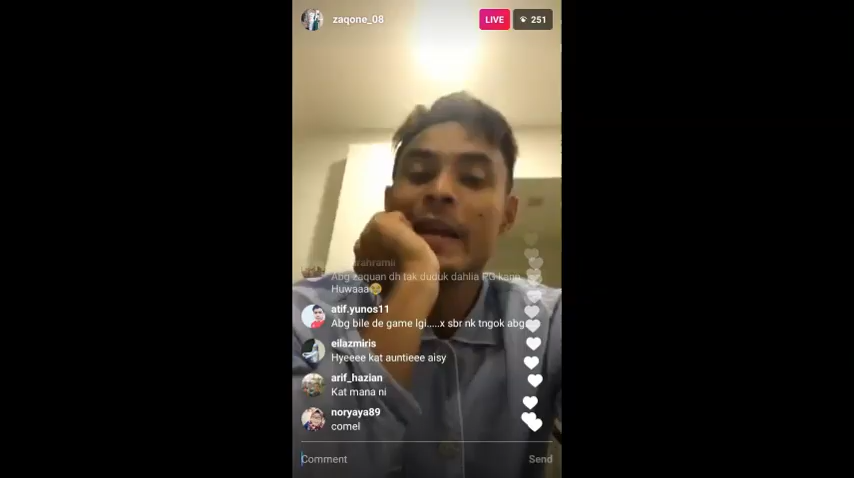 zaqone_08
LIVE
251
Abg zaquan dh tak duduk dahlia PG kann
Huwaaa😢
atif.yunos11
Abg bile de game lgi.....x sbr nk tngok abg
eilazmiris
Hyeeee kat auntieee aisy
arif_hazian
Kat mana ni
noryaya89
comel
Comment
Send